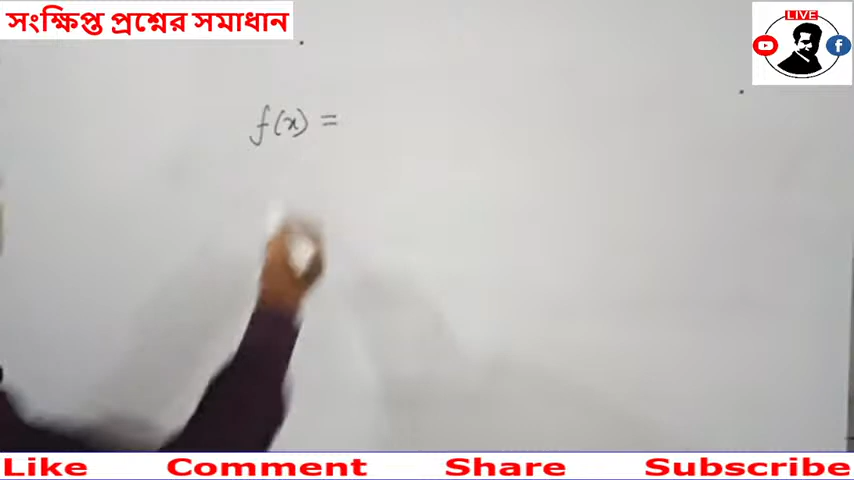 সংক্ষিপ্ত প্রশ্নের সমাধান
LIVE
f(x) =
Like Comment Share Subscribe